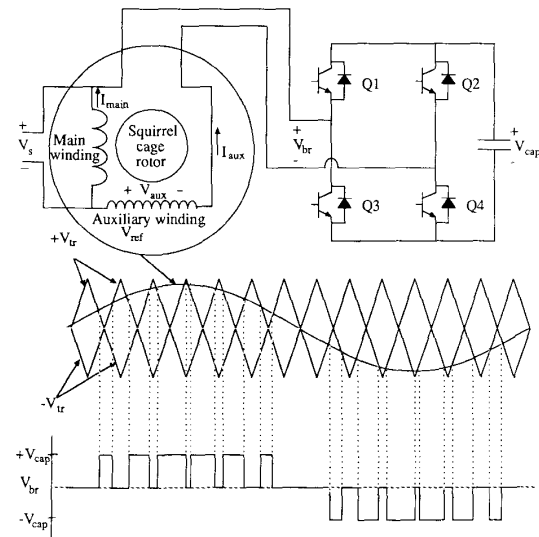 Q1
Q2
I_main
+
V_s
-
Main
winding
Squirrel
cage
rotor
I_aux
+
V_br
-
+
V_cap
-
+ V_aux -
Auxiliary winding
Q3
Q4
V_ref
+V_tr
-V_tr
+V_cap
V_br
-V_cap